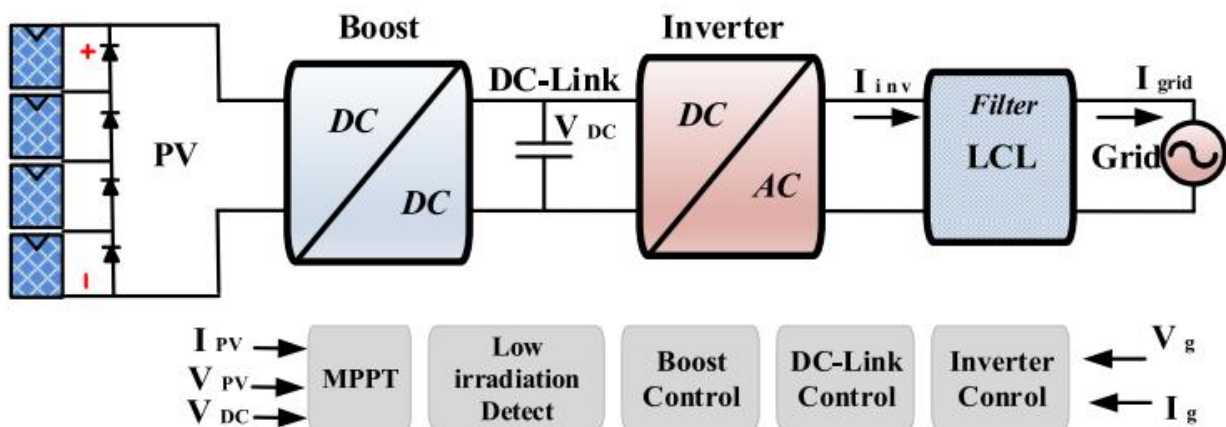 Boost
Inverter
+
PV
DC
DC
DC-Link
V DC
DC
AC
I inv
Filter
LCL
I grid
Grid
I PV
V PV
V DC
MPPT
Low
irradiation
Detect
Boost
Control
DC-Link
Control
Inverter
Conrol
V g
I g